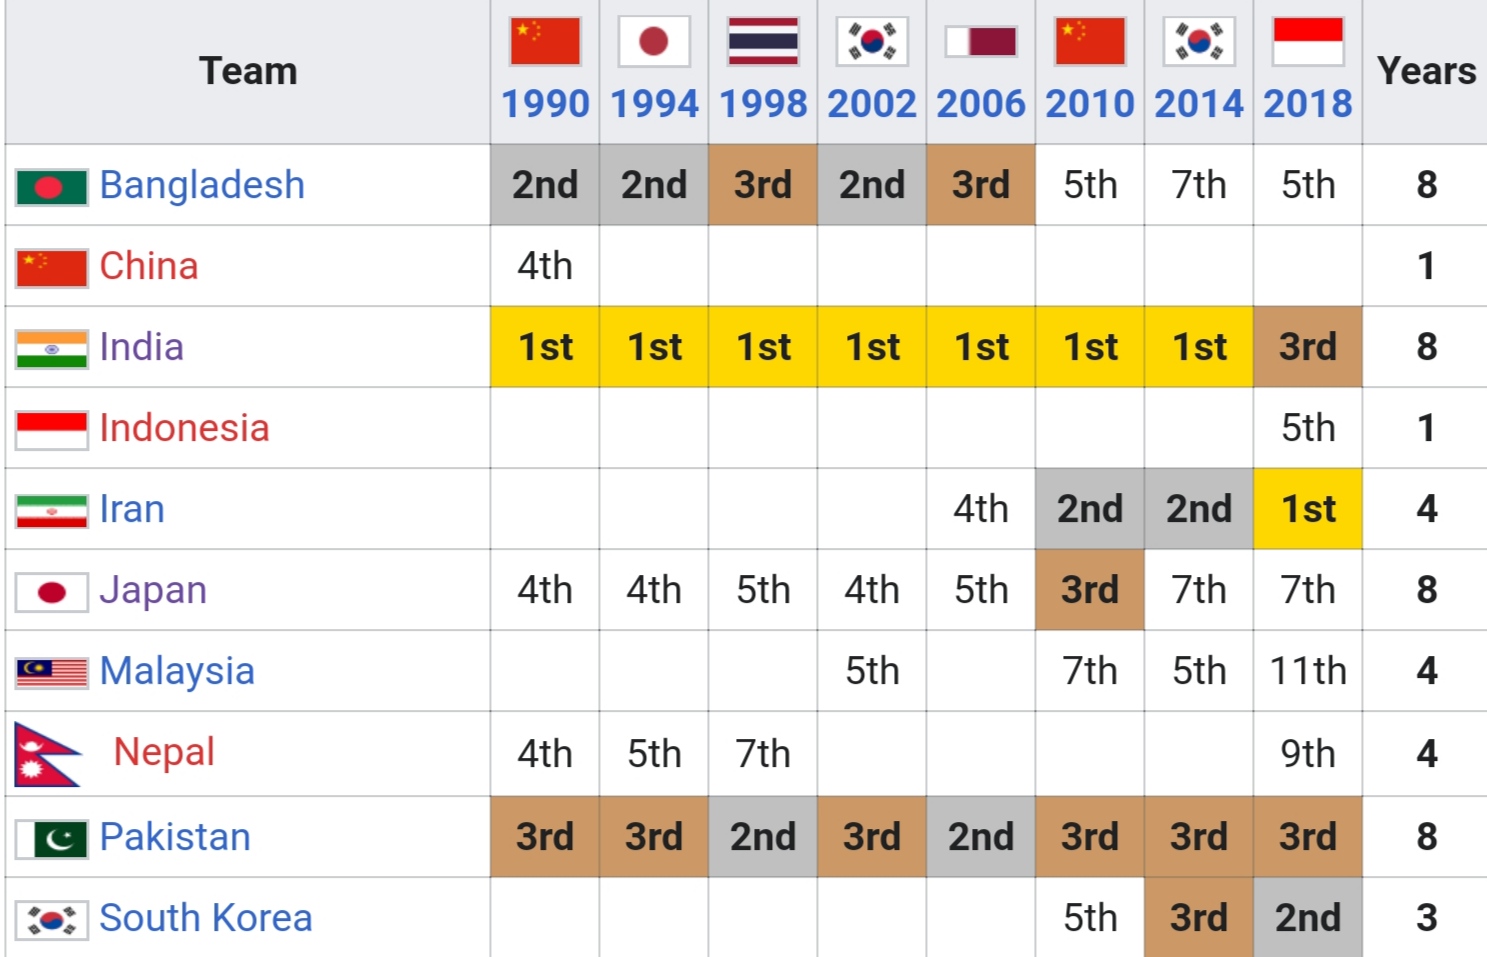 Team 1990 1994 1998 2002 2006 2010 2014 2018 Years
Bangladesh 2nd 2nd 3rd 2nd 3rd 5th 7th 5th 8
China 4th 1
India 1st 1st 1st 1st 1st 1st 1st 3rd 8
Indonesia 5th 1
Iran 4th 2nd 2nd 1st 4
Japan 4th 4th 5th 4th 5th 3rd 7th 7th 8
Malaysia 5th 7th 5th 11th 4
Nepal 4th 5th 7th 9th 4
Pakistan 3rd 3rd 2nd 3rd 2nd 3rd 3rd 3rd 8
South Korea 5th 3rd 2nd 3